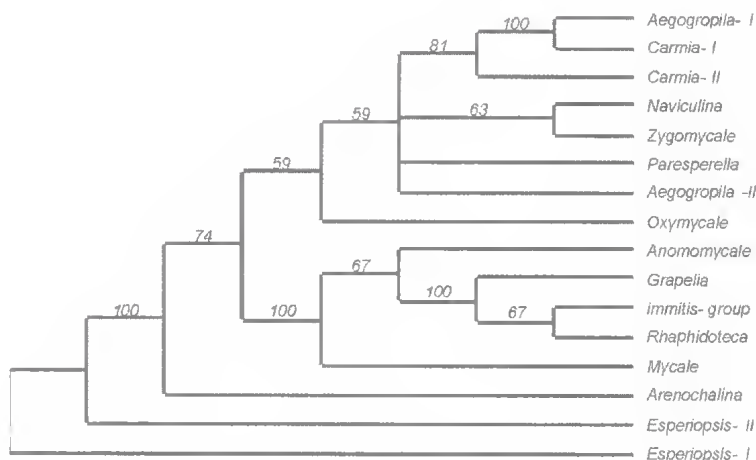 Aegogropila- I
100
Carmia- I
81
Carmia- II
Naviculina
63
59
Zygomycale
Paresperella
59
Aegogropila -II
Oxymycale
74
Anomomycale
67
Grapelia
100
immitis- group
100
67
Rhaphidoteca
100
Mycale
Arenochalina
Esperiopsis- II
Esperiopsis- I